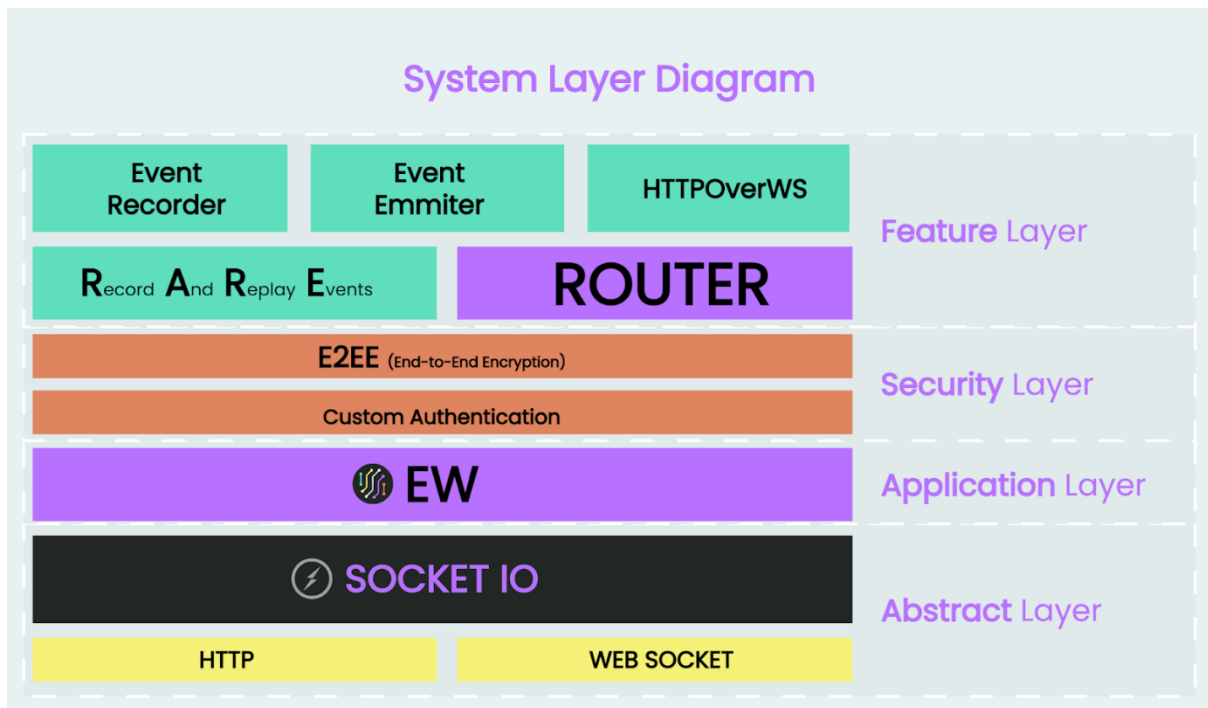 System Layer Diagram
Event
Recorder
Event
Emmiter
HTTPOverWS
Feature Layer
Record And Replay Events
ROUTER
E2EE (End-to-End Encryption)
Security Layer
Custom Authentication
EW
Application Layer
SOCKET IO
Abstract Layer
HTTP
WEB SOCKET